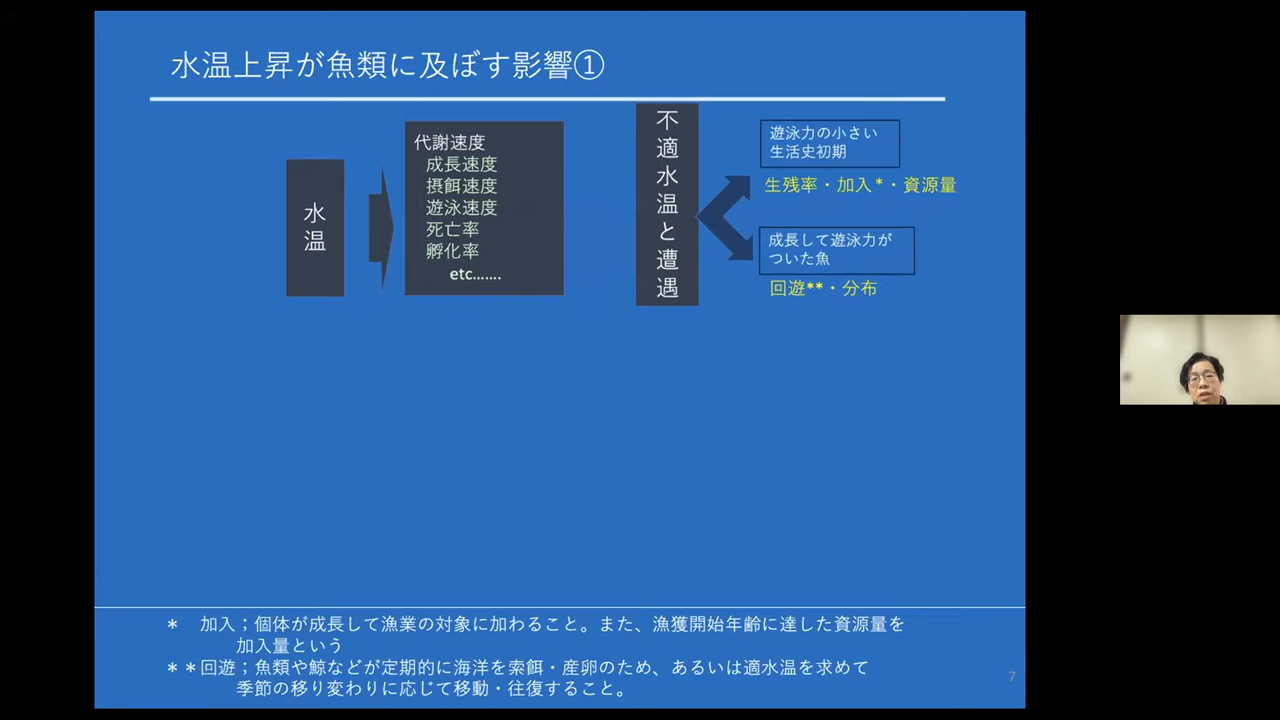 水温上昇が魚類に及ぼす影響①
水温
代謝速度
成長速度
摂餌速度
遊泳速度
死亡率
孵化率
etc.......
不適水温と遭遇
遊泳力の小さい
生活史初期
生残率・加入*・資源量
成長して遊泳力が
ついた魚
回遊**・分布
* 加入；個体が成長して漁業の対象に加わること。また、漁獲開始年齢に達した資源量を
加入量という
**回遊；魚類や鯨などが定期的に海洋を索餌・産卵のため、あるいは適水温を求めて
季節の移り変わりに応じて移動・往復すること。
7